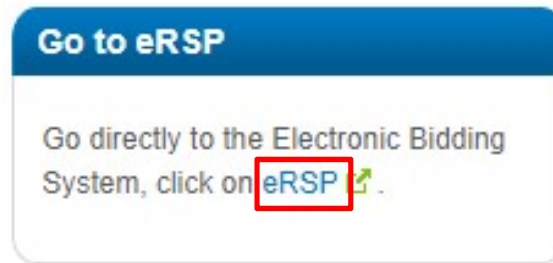 Go to eRSP
Go directly to the Electronic Bidding
System, click on eRSP .